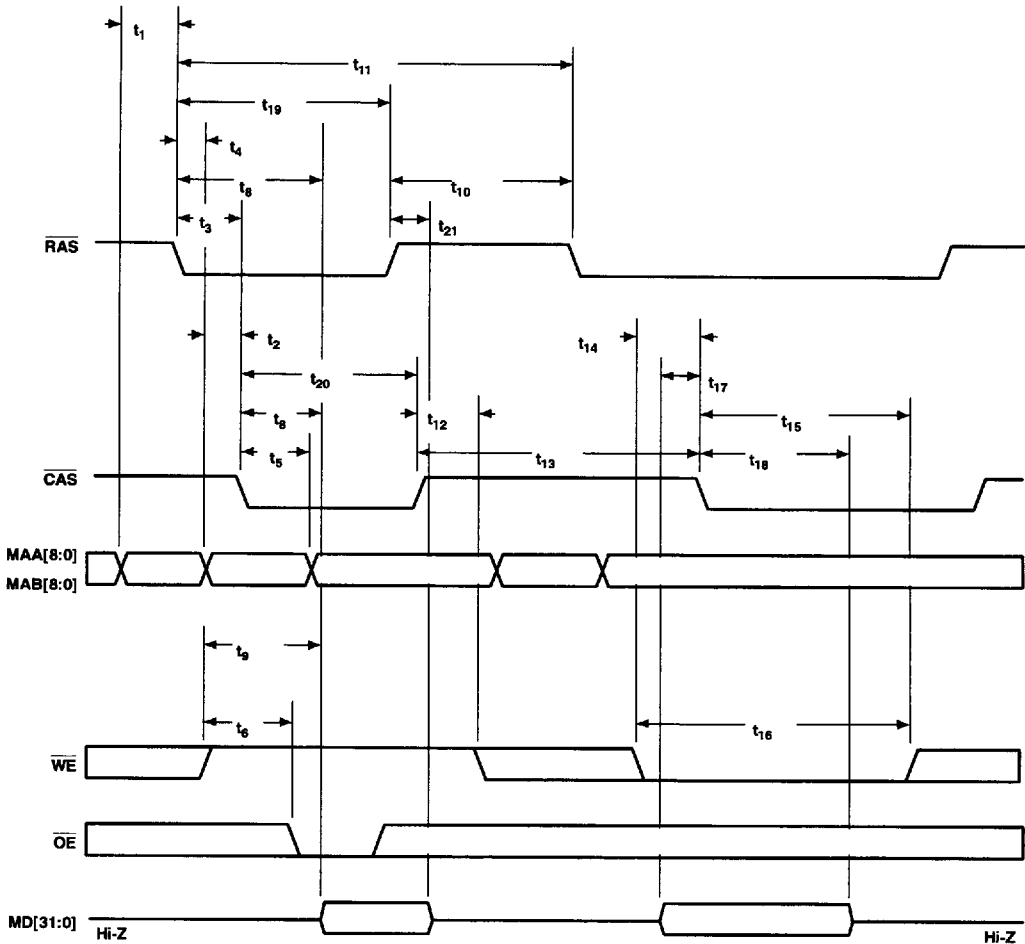 t1
t11
t19
t4
t8
t10
t3
t21
RAS
t2
t14
t20
t17
t8
t12
t15
t5
t13
t18
CAS
MAA[8:0]
MAB[8:0]
t9
t6
t16
WE
OE
MD[31:0]
Hi-Z
Hi-Z